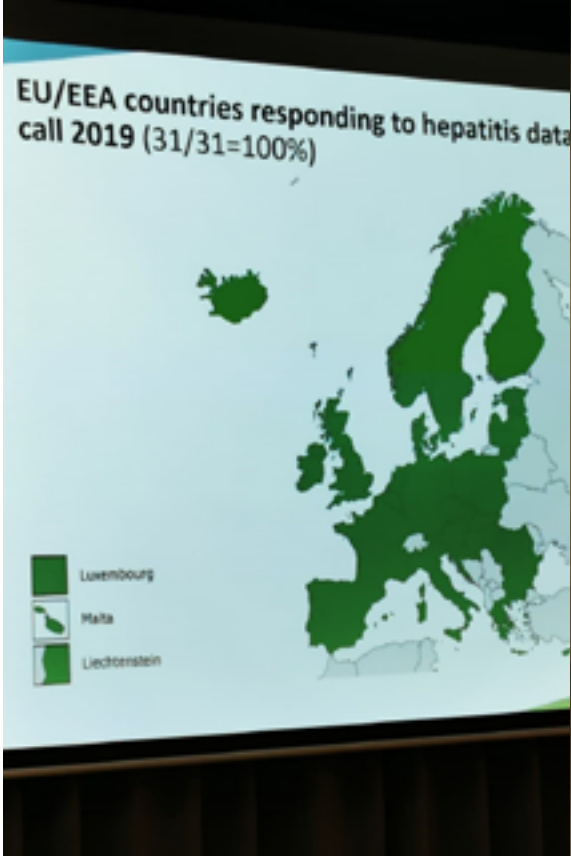 EU/EEA countries responding to hepatitis data
call 2019 (31/31=100%)
Luxembourg
Malta
Liechtenstein